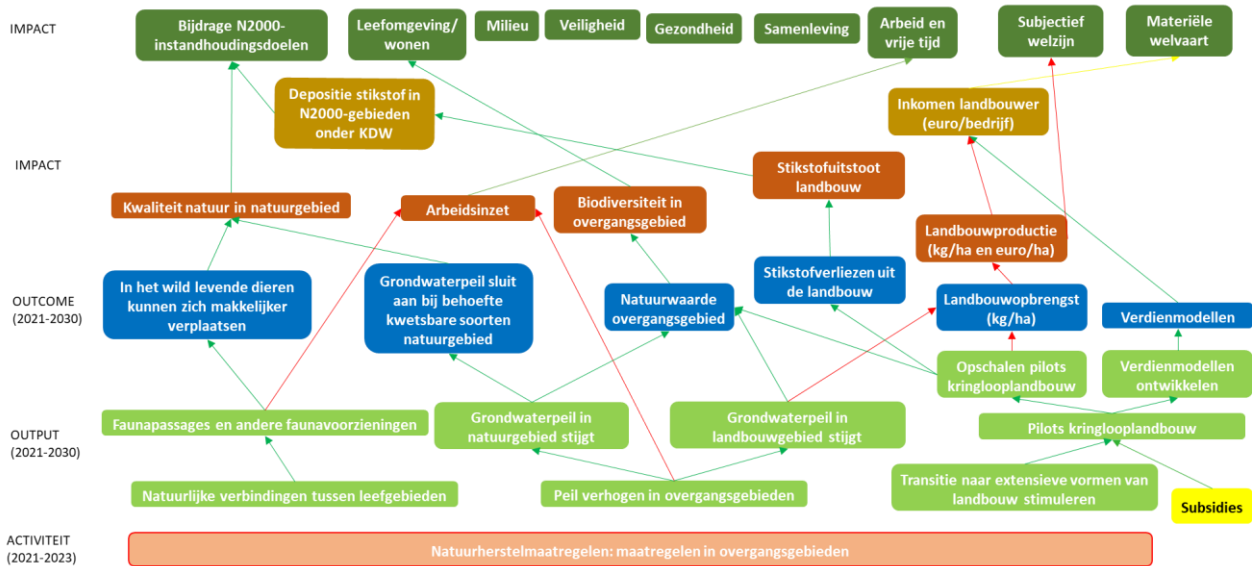 IMPACT
Bijdrage N2000-
instandhoudingsdoelen
Leefomgeving/
wonen
Milieu
Veiligheid
Gezondheid
Samenleving
Arbeid en
vrije tijd
Subjectief
welzijn
Materiële
welvaart
Depositie stikstof in
N2000-gebieden
onder KDW
Inkomen landbouwer
(euro/bedrijf)
IMPACT
Kwaliteit natuur in natuurgebied
Arbeidsinzet
Biodiversiteit in
overgangsgebied
Stikstofuitstoot
landbouw
Landbouwproductie
(kg/ha en euro/ha)
OUTCOME
(2021-2030)
In het wild levende dieren
kunnen zich makkelijker
verplaatsen
Grondwaterpeil sluit
aan bij behoefte
kwetsbare soorten
natuurgebied
Natuurwaarde
overgangsgebied
Stikstofverliezen uit
de landbouw
Landbouwopbrengst
(kg/ha)
Verdienmodellen
Opschalen pilots
kringlooplandbouw
Verdienmodellen
ontwikkelen
OUTPUT
(2021-2030)
Faunapassages en andere faunavoorzieningen
Grondwaterpeil in
natuurgebied stijgt
Grondwaterpeil in
landbouwgebied stijgt
Pilots kringlooplandbouw
Natuurlijke verbindingen tussen leefgebieden
Peil verhogen in overgangsgebieden
Transitie naar extensieve vormen van
landbouw stimuleren
Subsidies
ACTIVITEIT
(2021-2023)
Natuurherstelmaatregelen: maatregelen in overgangsgebieden